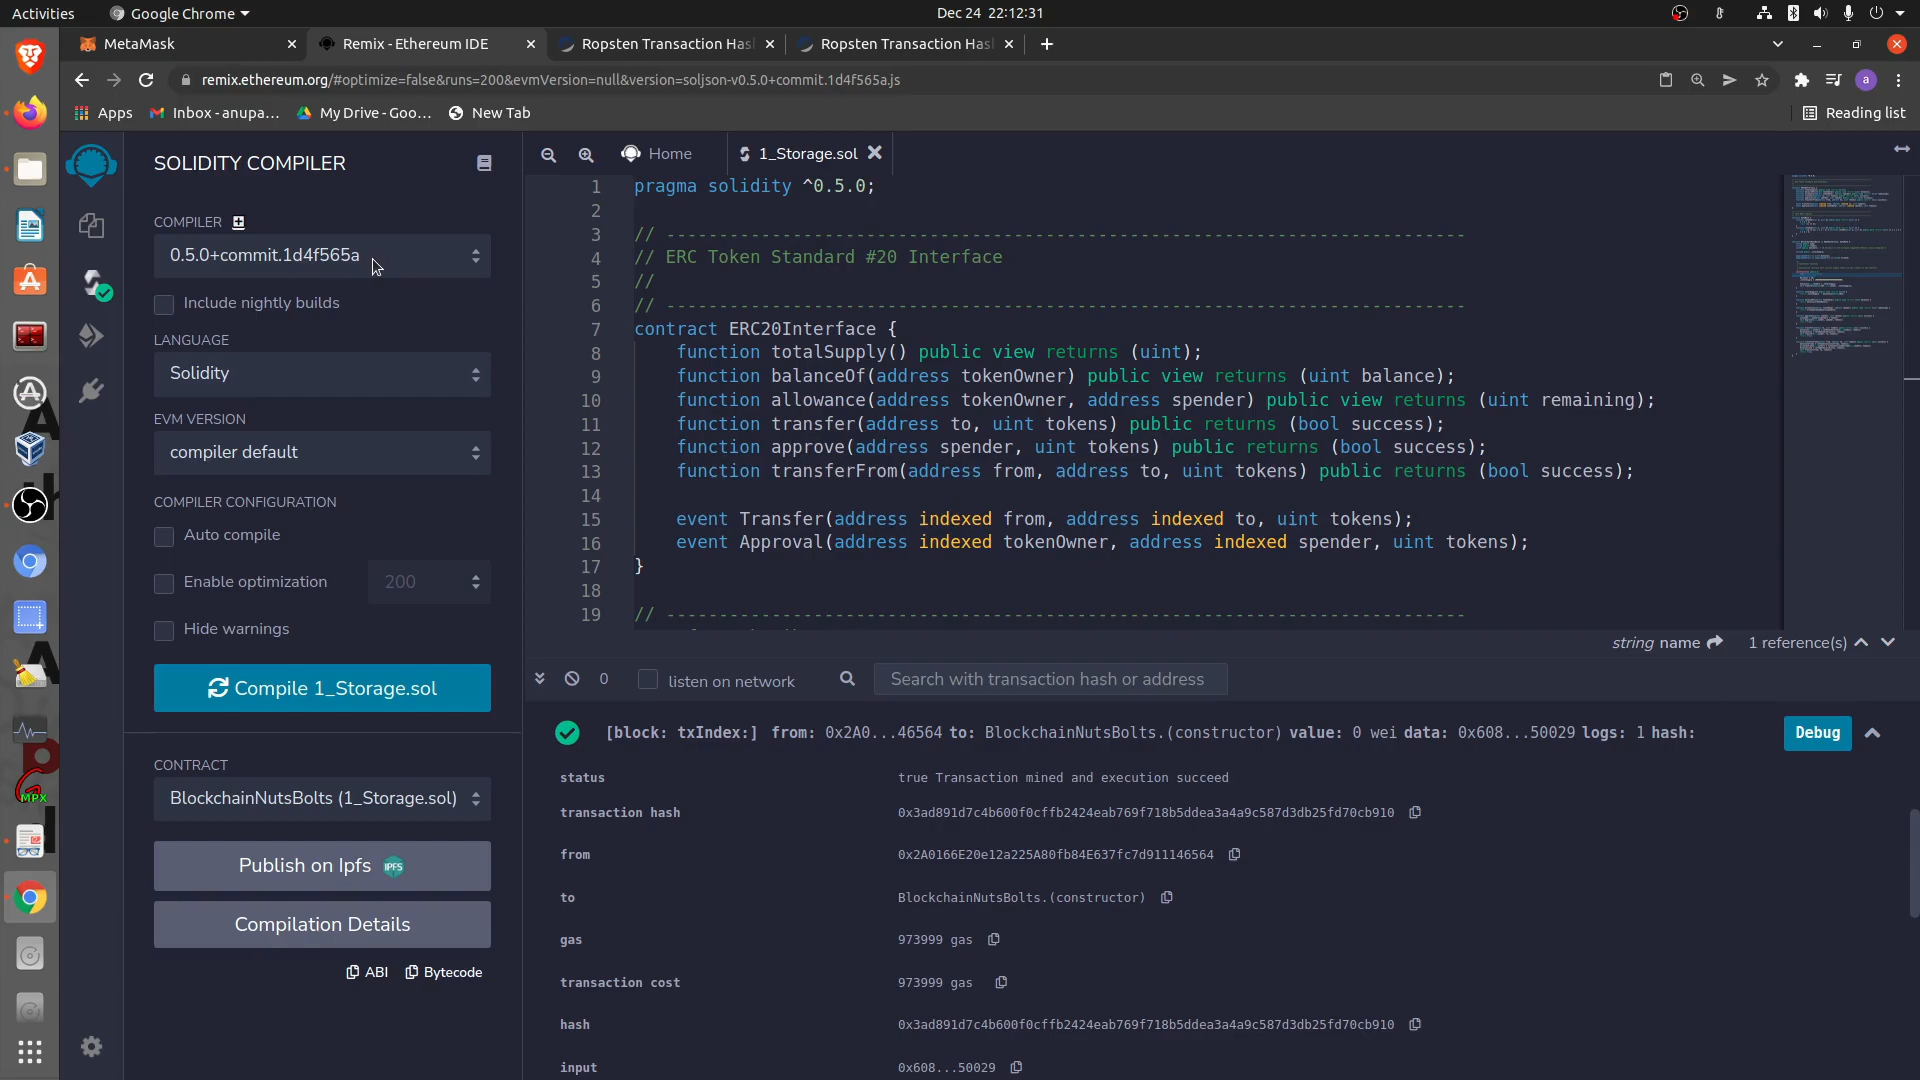 Activities
Google Chrome
Dec 24 22:12:31
MetaMask
Remix - Ethereum IDE
Ropsten Transaction Has
Ropsten Transaction Has
remix.ethereum.org/#optimize=false&runs=200&evmVersion=null&version=soljson-v0.5.0+commit.1d4f565a.js
a
Apps
Inbox - anupa...
My Drive - Goo...
New Tab
Reading list
SOLIDITY COMPILER
COMPILER
0.5.0+commit.1d4f565a
Include nightly builds
LANGUAGE
Solidity
EVM VERSION
compiler default
COMPILER CONFIGURATION
Auto compile
Enable optimization
200
Hide warnings
Compile 1_Storage.sol
CONTRACT
BlockchainNutsBolts (1_Storage.sol)
Publish on Ipfs
IPFS
Compilation Details
ABI
Bytecode
MPX
Home
1_Storage.sol
1 pragma solidity ^0.5.0;
2
3 // ----------------------------------------------------------------------------
4 // ERC Token Standard #20 Interface
5 //
6 // ----------------------------------------------------------------------------
7 contract ERC20Interface {
8 function totalSupply() public view returns (uint);
9 function balanceOf(address tokenOwner) public view returns (uint balance);
10 function allowance(address tokenOwner, address spender) public view returns (uint remaining);
11 function transfer(address to, uint tokens) public returns (bool success);
12 function approve(address spender, uint tokens) public returns (bool success);
13 function transferFrom(address from, address to, uint tokens) public returns (bool success);
14
15 event Transfer(address indexed from, address indexed to, uint tokens);
16 event Approval(address indexed tokenOwner, address indexed spender, uint tokens);
17 }
18
19 // ----------------------------------------------------------------------------
string name
1 reference(s)
0
listen on network
Search with transaction hash or address
[block: txIndex:] from: 0x2A0...46564 to: BlockchainNutsBolts.(constructor) value: 0 wei data: 0x608...50029 logs: 1 hash:
Debug
status true Transaction mined and execution succeed
transaction hash 0x3ad891d7c4b600f0cffb2424eab769f718b5ddea3a4a9c587d3db25fd70cb910
from 0x2A0166E20e12a225A80fb84E637fc7d911146564
to BlockchainNutsBolts.(constructor)
gas 973999 gas
transaction cost 973999 gas
hash 0x3ad891d7c4b600f0cffb2424eab769f718b5ddea3a4a9c587d3db25fd70cb910
input 0x608...50029